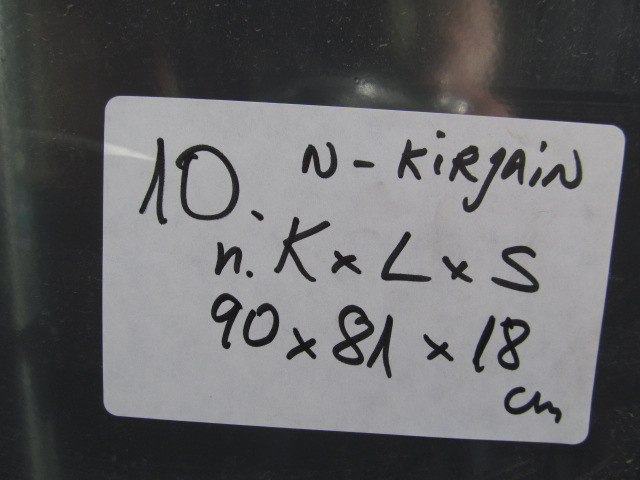 10. N-KiRJAiN
n. K x L x S
90 x 81 x 18
cm